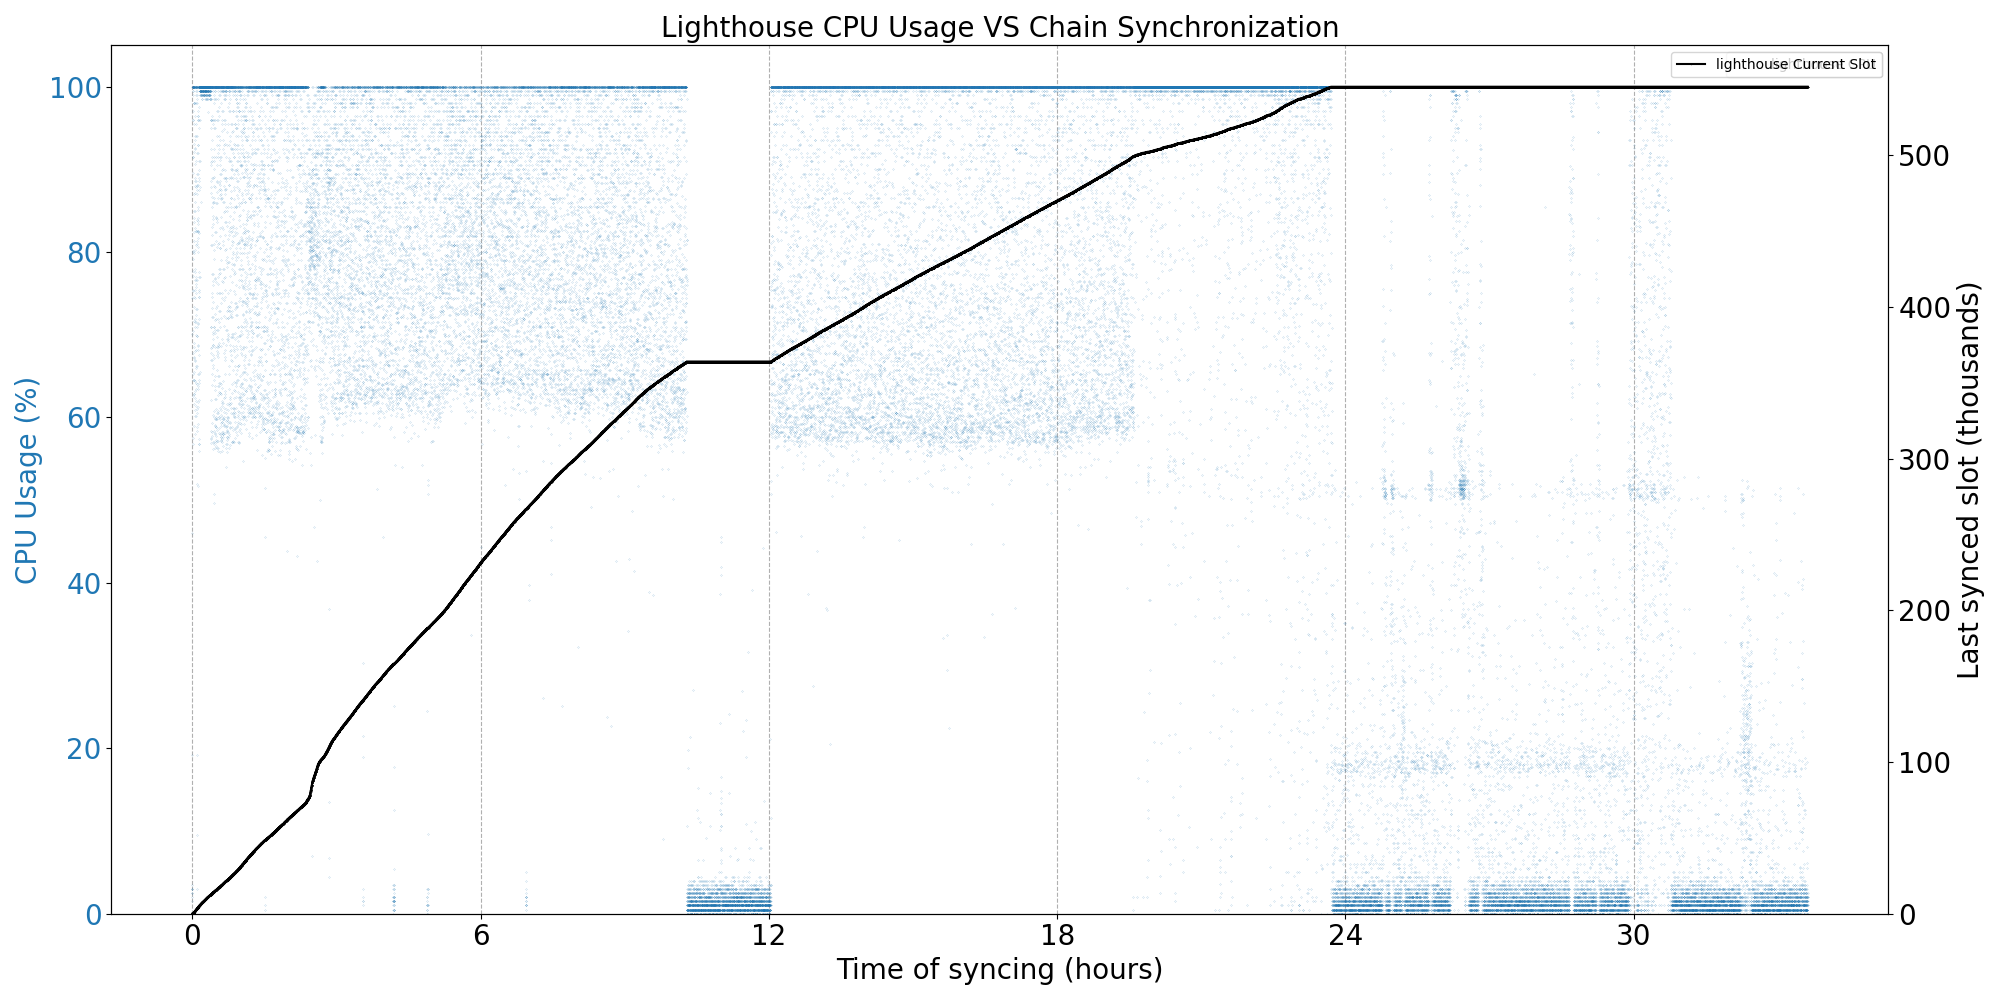 Lighthouse CPU Usage VS Chain Synchronization
lighthouse Current Slot
CPU Usage (%)
100
80
60
40
20
0
Last synced slot (thousands)
500
400
300
200
100
0
0 6 12 18 24 30
Time of syncing (hours)